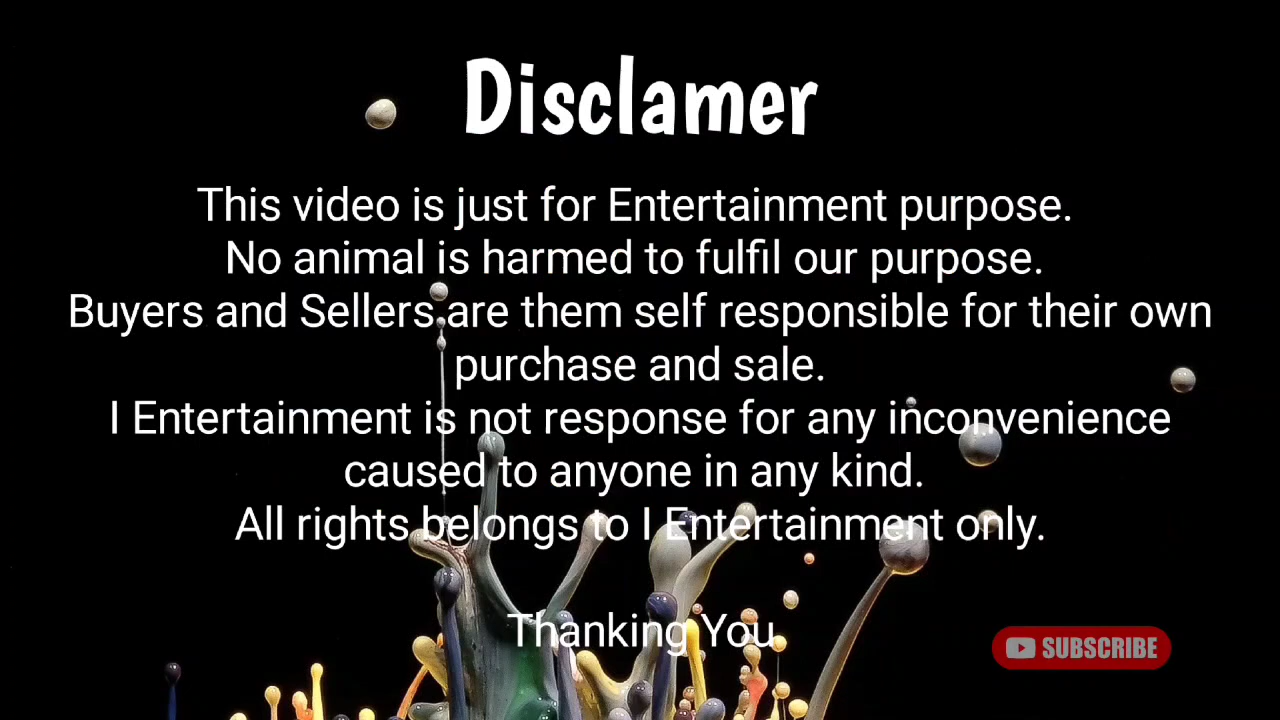 Disclamer
This video is just for Entertainment purpose.
No animal is harmed to fulfil our purpose.
Buyers and Sellers are them self responsible for their own
purchase and sale.
I Entertainment is not response for any inconvenience
caused to anyone in any kind.
All rights belongs to I Entertainment only.
Thanking You
SUBSCRIBE